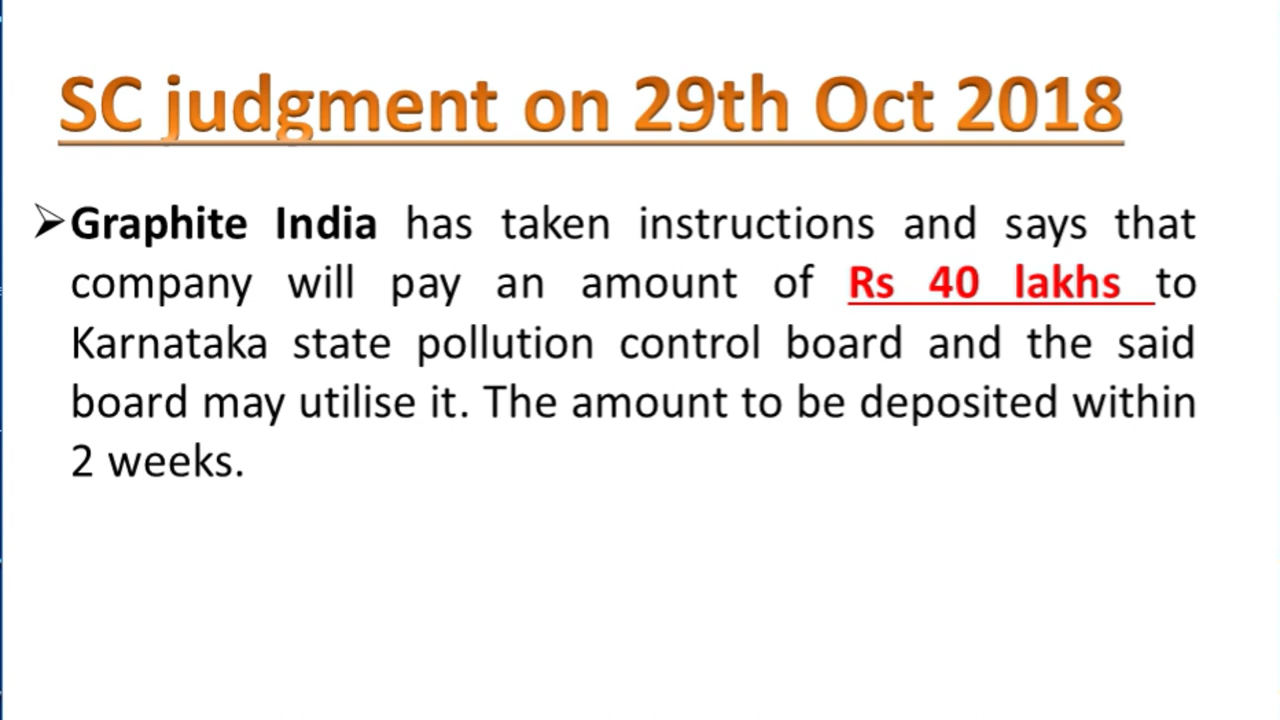 SC judgment on 29th Oct 2018
➢Graphite India has taken instructions and says that
company will pay an amount of Rs 40 lakhs to
Karnataka state pollution control board and the said
board may utilise it. The amount to be deposited within
2 weeks.